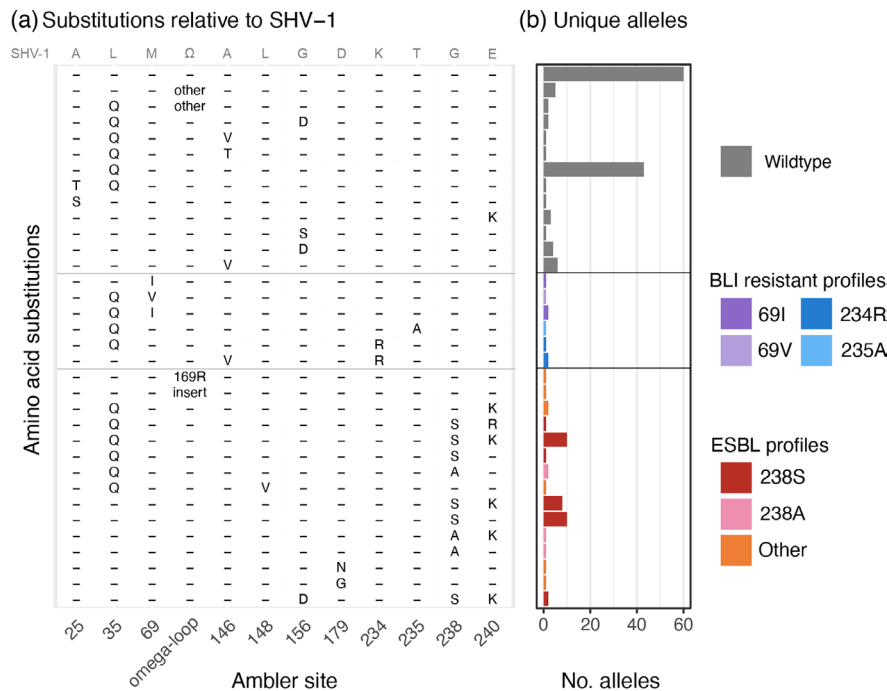 (a) Substitutions relative to SHV−1
(b) Unique alleles
SHV-1 A L M Ω A L G D K T G E
– – – – – – – – – – – –
– – – other – – – – – – – –
– Q – other – – – – – – – –
– Q – – – – D – – – – –
– Q – – V – – – – – – –
– Q – – T – – – – – – –
– Q – – – – – – – – – –
T Q – – – – – – – – – –
S – – – – – – – – – – –
– – – – – – – – – – – K
– – – – – – S – – – – –
– – – – – – D – – – – –
– – – – V – – – – – – –
– – I – – – – – – – – –
– Q V – – – – – – – – –
– Q I – – – – – – – – –
– Q – – – – – – – A – –
– Q – – – – – – R – – –
– – – – V – – – R – – –
– – – 169R – – – – – – – –
– – – insert – – – – – – – –
– Q – – – – – – – – – K
– Q – – – – – – – – S R
– Q – – – – – – – – S K
– Q – – – – – – – – S –
– Q – – – – – – – – A –
– Q – – – V – – – – – –
– – – – – – – – – – S K
– – – – – – – – – – S –
– – – – – – – – – – A K
– – – – – – – – – – A –
– – – – – – – N – – – –
– – – – – – – G – – – –
– – – – – – D – – – S K
25 35 69 omega-loop 146 148 156 179 234 235 238 240
Ambler site
Amino acid substitutions
0 20 40 60
No. alleles
Wildtype
BLI resistant profiles
69I 234R
69V 235A
ESBL profiles
238S
238A
Other